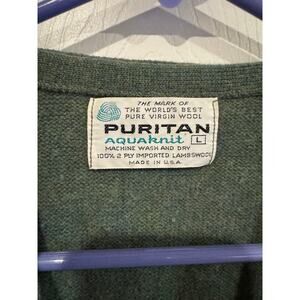 THE MARK OF
THE WORLD'S BEST
PURE VIRGIN WOOL
PURITAN
AQUAKNIT L
MACHINE WASH AND DRY
100% 2 PLY IMPORTED LAMBSWOOL
MADE IN U.S.A.